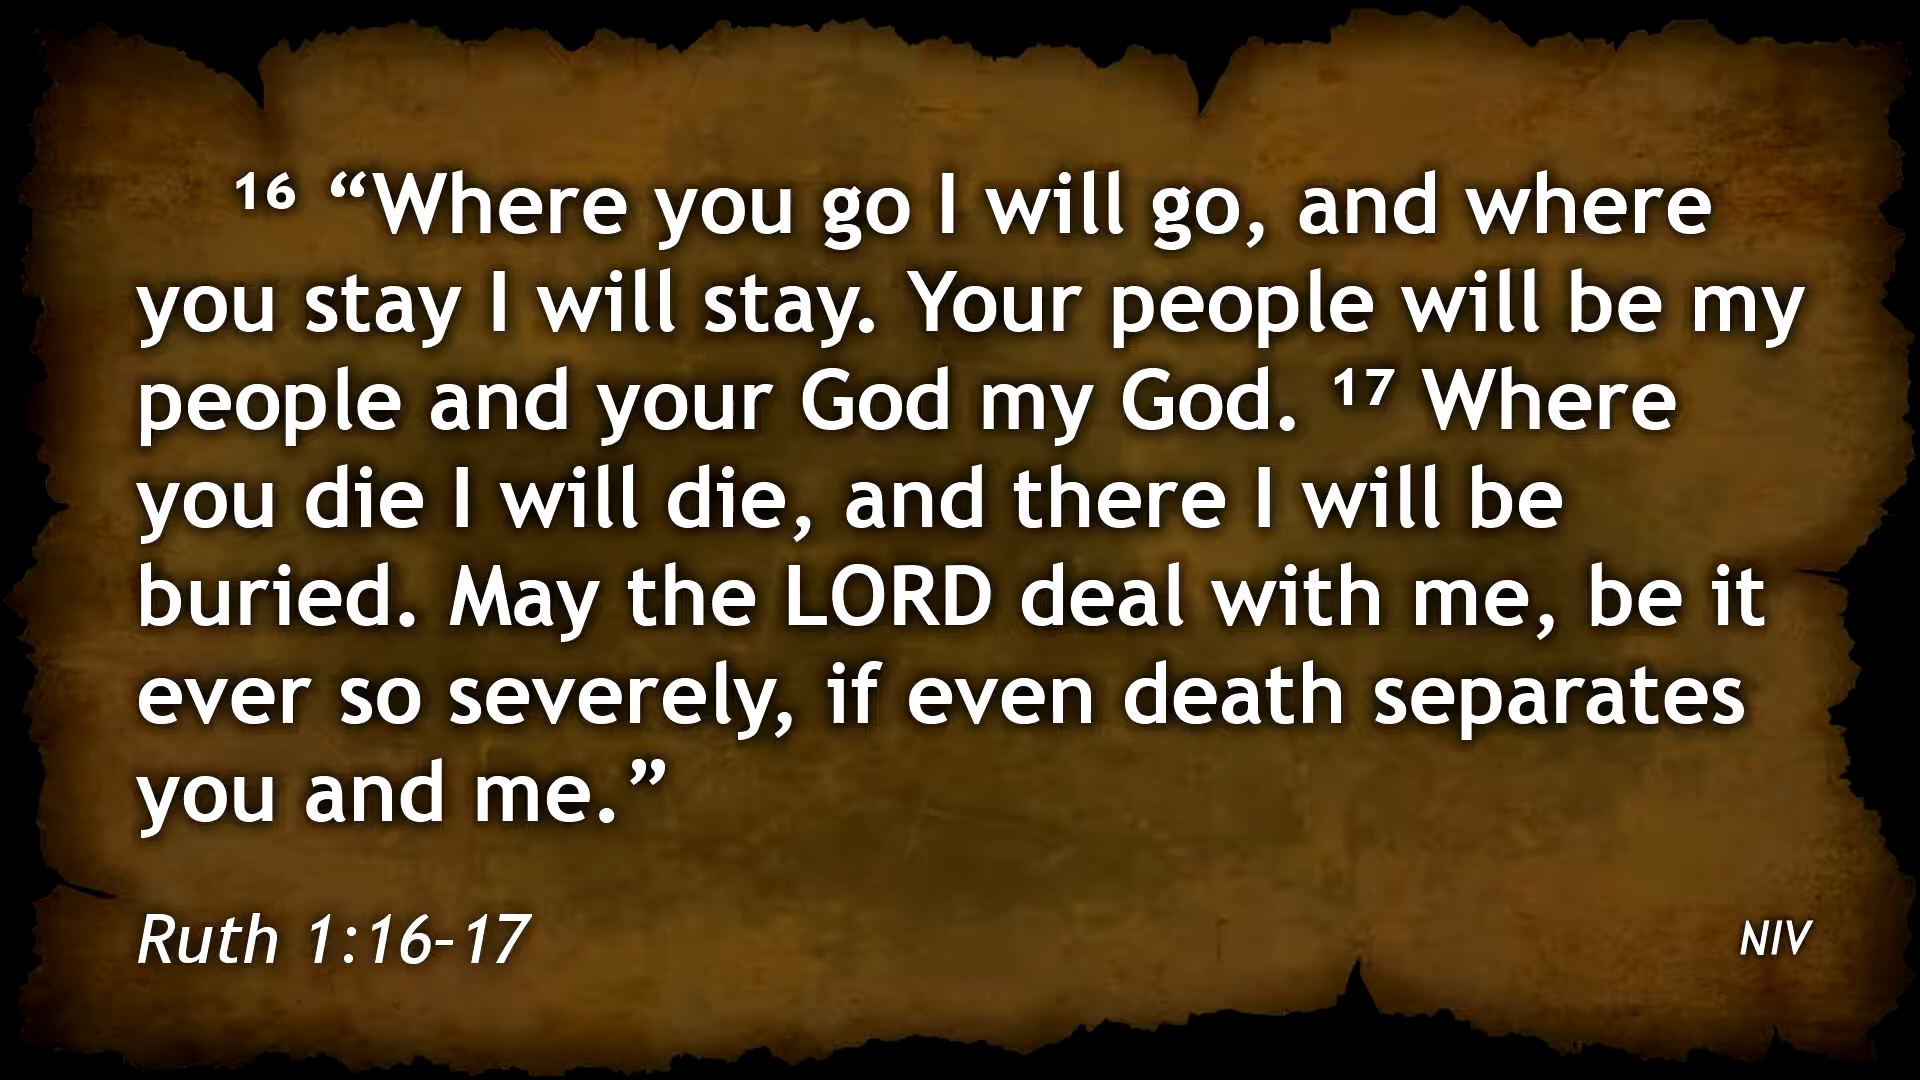 ¹⁶ “Where you go I will go, and where
you stay I will stay. Your people will be my
people and your God my God. ¹⁷ Where
you die I will die, and there I will be
buried. May the LORD deal with me, be it
ever so severely, if even death separates
you and me.”
Ruth 1:16–17
NIV